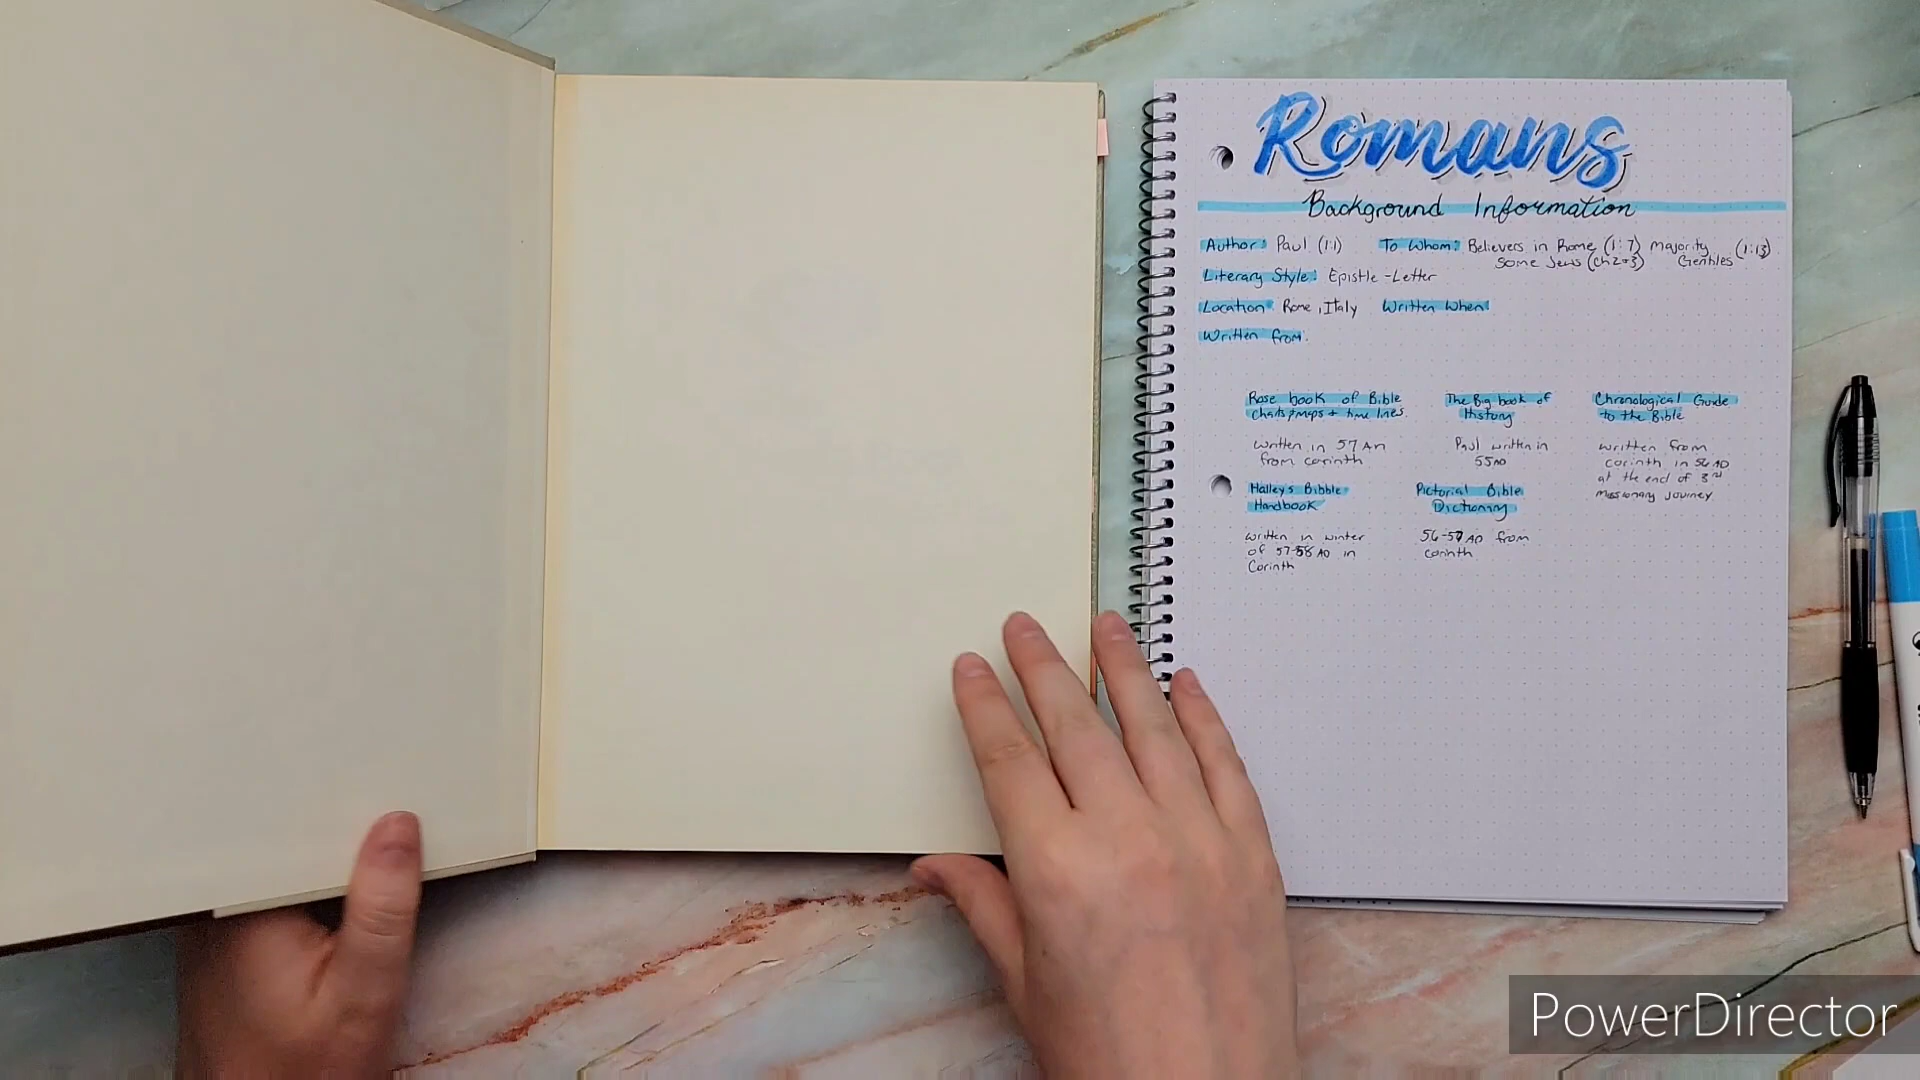 Romans
Background Information
Author: Paul (1:1) To Whom: Believers in Rome (1:7) majority Gentiles (1:13)
some Jews (ch 2+3)
Literary Style: Epistle - Letter
Location: Rome, Italy Written When:
Written from:
Rose book of Bible
charts, maps + time lines
written in 57 AD
from corinth
The Big book of
History
Paul written in
55 AD
Chronological Guide
to the Bible
written from
corinth in 56 AD
at the end of 3rd
missionary journey
Halleys Bibble
Handbook
written in winter
of 57-58 AD in
Corinth
Pictorial Bible
Dictionary
56-57 AD from
corinth
PowerDirector